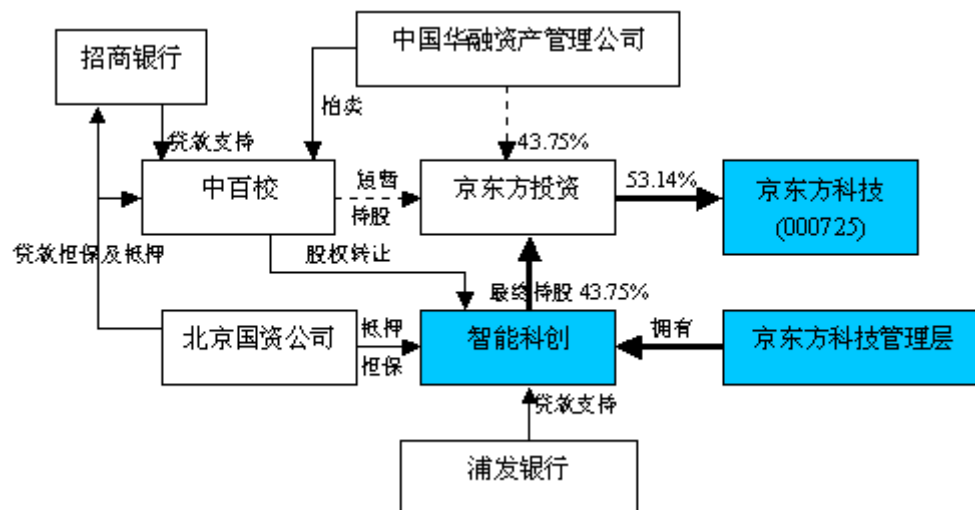 中国华融资产管理公司
招商银行
拍卖
贷款支持
43.75%
中百校
短暂
持股
京东方投资
53.14%
京东方科技
(000725)
贷款担保及抵押
股权转让
最终持股 43.75%
北京国资公司
抵押
担保
智能科创
拥有
京东方科技管理层
贷款支持
浦发银行